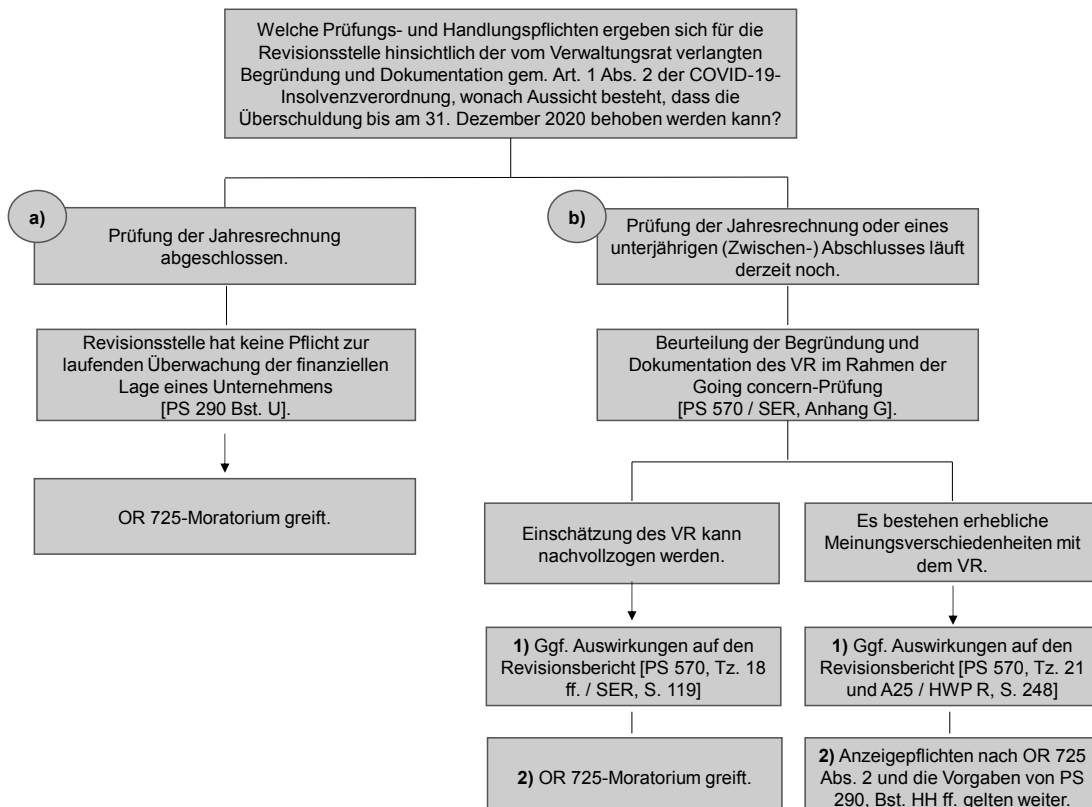 Welche Prüfungs- und Handlungspflichten ergeben sich für die
Revisionsstelle hinsichtlich der vom Verwaltungsrat verlangten
Begründung und Dokumentation gem. Art. 1 Abs. 2 der COVID-19-
Insolvenzverordnung, wonach Aussicht besteht, dass die
Überschuldung bis am 31. Dezember 2020 behoben werden kann?
a)
Prüfung der Jahresrechnung
abgeschlossen.
Revisionsstelle hat keine Pflicht zur
laufenden Überwachung der finanziellen
Lage eines Unternehmens
[PS 290 Bst. U].
OR 725-Moratorium greift.
b)
Prüfung der Jahresrechnung oder eines
unterjährigen (Zwischen-) Abschlusses läuft
derzeit noch.
Beurteilung der Begründung und
Dokumentation des VR im Rahmen der
Going concern-Prüfung
[PS 570 / SER, Anhang G].
Einschätzung des VR kann
nachvollzogen werden.
1) Ggf. Auswirkungen auf den
Revisionsbericht [PS 570, Tz. 18
ff. / SER, S. 119]
2) OR 725-Moratorium greift.
Es bestehen erhebliche
Meinungsverschiedenheiten mit
dem VR.
1) Ggf. Auswirkungen auf den
Revisionsbericht [PS 570, Tz. 21
und A25 / HWP R, S. 248]
2) Anzeigepflichten nach OR 725
Abs. 2 und die Vorgaben von PS
290, Bst. HH ff. gelten weiter.